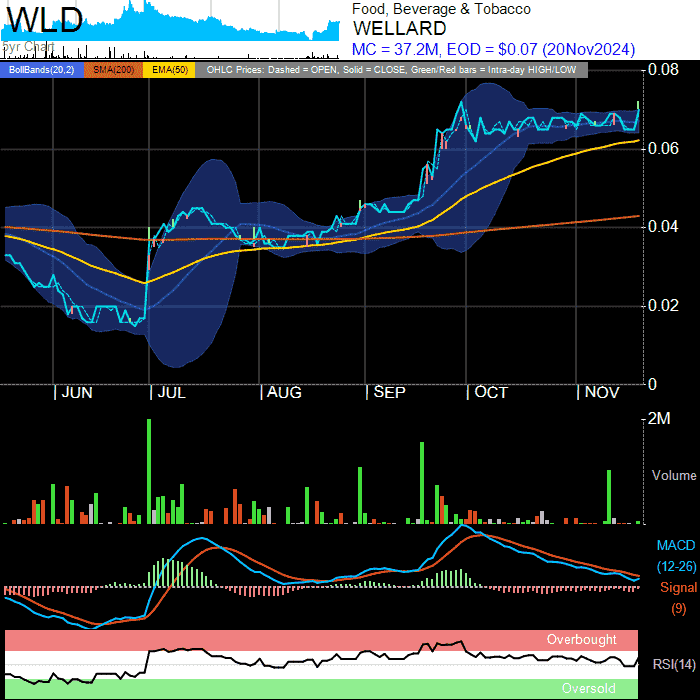 WLD
5yr Chart
Food, Beverage & Tobacco
WELLARD
MC = 37.2M, EOD = $0.07 (20Nov2024)
BollBands(20,2) SMA(200) EMA(50) OHLC Prices: Dashed = OPEN, Solid = CLOSE, Green/Red bars = Intra-day HIGH/LOW
0.08
0.06
0.04
0.02
0
JUN JUL AUG SEP OCT NOV
2M
Volume
MACD
(12-26)
Signal
(9)
Overbought
RSI(14)
Oversold